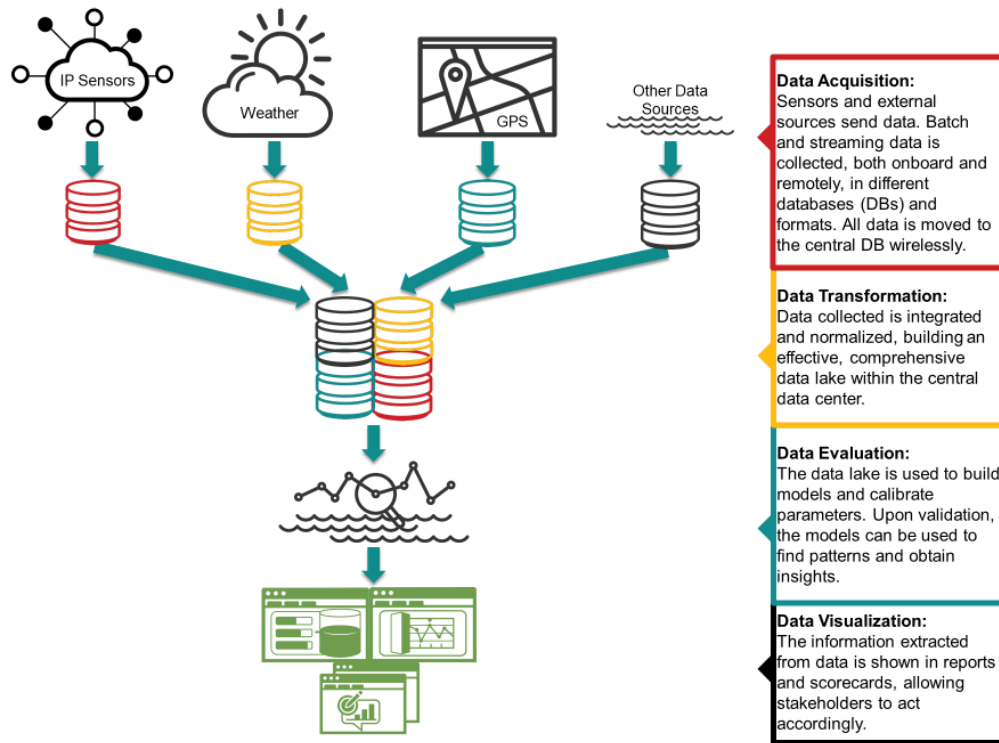 IP Sensors
Weather
GPS
Other Data
Sources
Data Acquisition:
Sensors and external
sources send data. Batch
and streaming data is
collected, both onboard and
remotely, in different
databases (DBs) and
formats. All data is moved to
the central DB wirelessly.
Data Transformation:
Data collected is integrated
and normalized, building an
effective, comprehensive
data lake within the central
data center.
Data Evaluation:
The data lake is used to build
models and calibrate
parameters. Upon validation,
the models can be used to
find patterns and obtain
insights.
Data Visualization:
The information extracted
from data is shown in reports
and scorecards, allowing
stakeholders to act
accordingly.